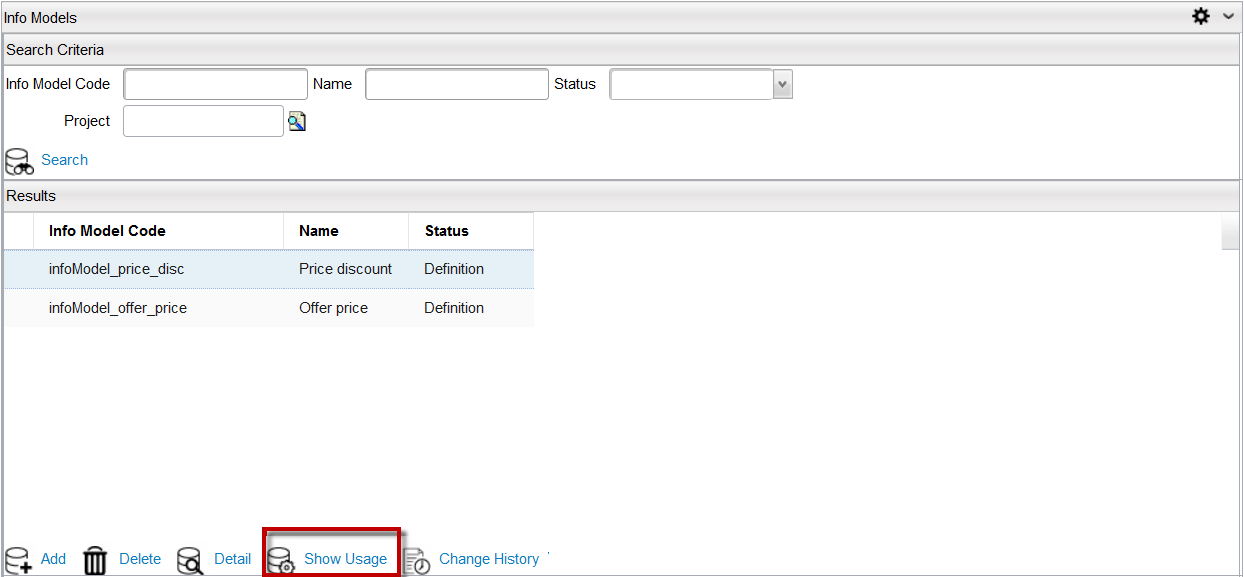 Info Models
Search Criteria
Info Model Code Name Status
Project
Search
Results
Info Model Code Name Status
infoModel_price_disc Price discount Definition
infoModel_offer_price Offer price Definition
Add Delete Detail Show Usage Change History